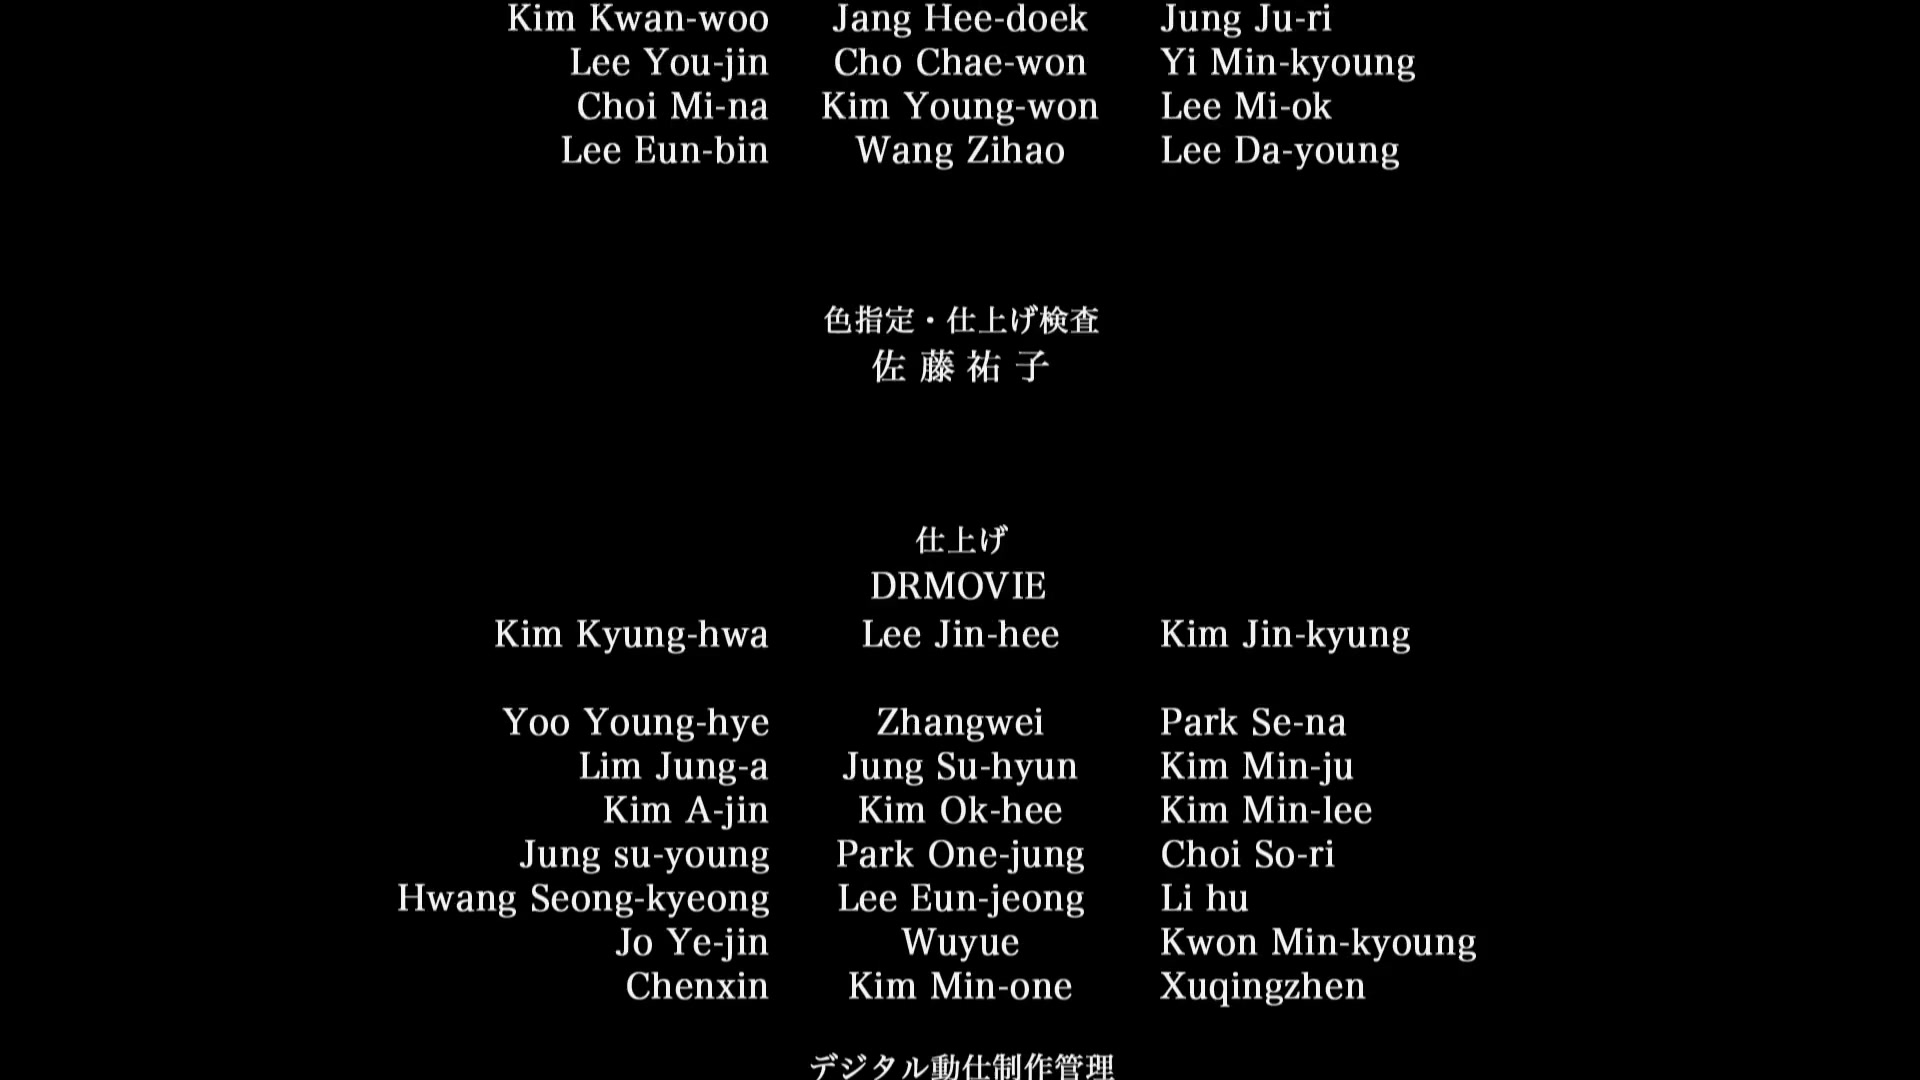 Kim Kwan-woo Jang Hee-doek Jung Ju-ri
Lee You-jin Cho Chae-won Yi Min-kyoung
Choi Mi-na Kim Young-won Lee Mi-ok
Lee Eun-bin Wang Zihao Lee Da-young
色指定・仕上げ検査
佐藤祐子
仕上げ
DRMOVIE
Kim Kyung-hwa Lee Jin-hee Kim Jin-kyung
Yoo Young-hye Zhangwei Park Se-na
Lim Jung-a Jung Su-hyun Kim Min-ju
Kim A-jin Kim Ok-hee Kim Min-lee
Jung su-young Park One-jung Choi So-ri
Hwang Seong-kyeong Lee Eun-jeong Li hu
Jo Ye-jin Wuyue Kwon Min-kyoung
Chenxin Kim Min-one Xuqingzhen
デジタル動仕制作管理